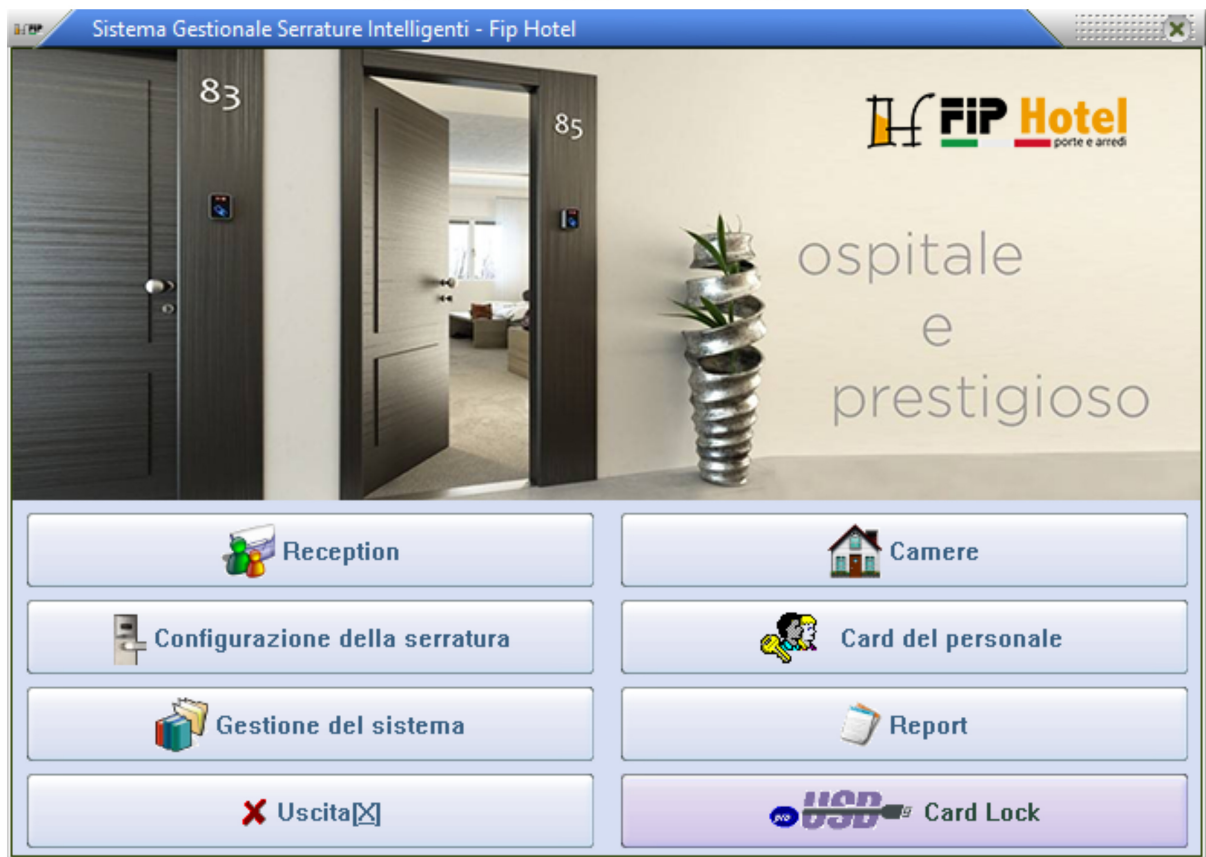 Sistema Gestionale Serrature Intelligenti - Fip Hotel
83
85
FiP Hotel
porte e arredi
ospitale
e
prestigioso
Reception
Camere
Configurazione della serratura
Card del personale
Gestione del sistema
Report
Uscita[X]
pro USB Card Lock